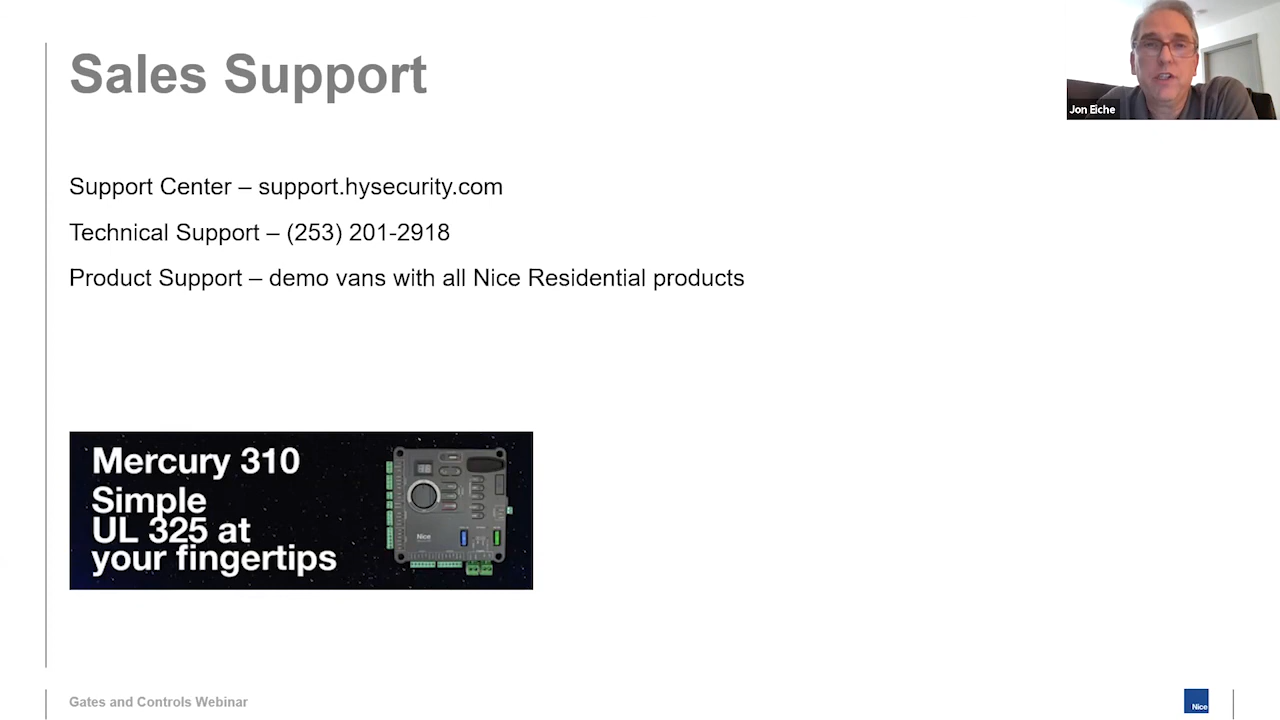 Sales Support
Jon Eiche
Support Center – support.hysecurity.com
Technical Support – (253) 201-2918
Product Support – demo vans with all Nice Residential products
Mercury 310
Simple
UL 325 at
your fingertips
Nice
Gates and Controls Webinar
Nice